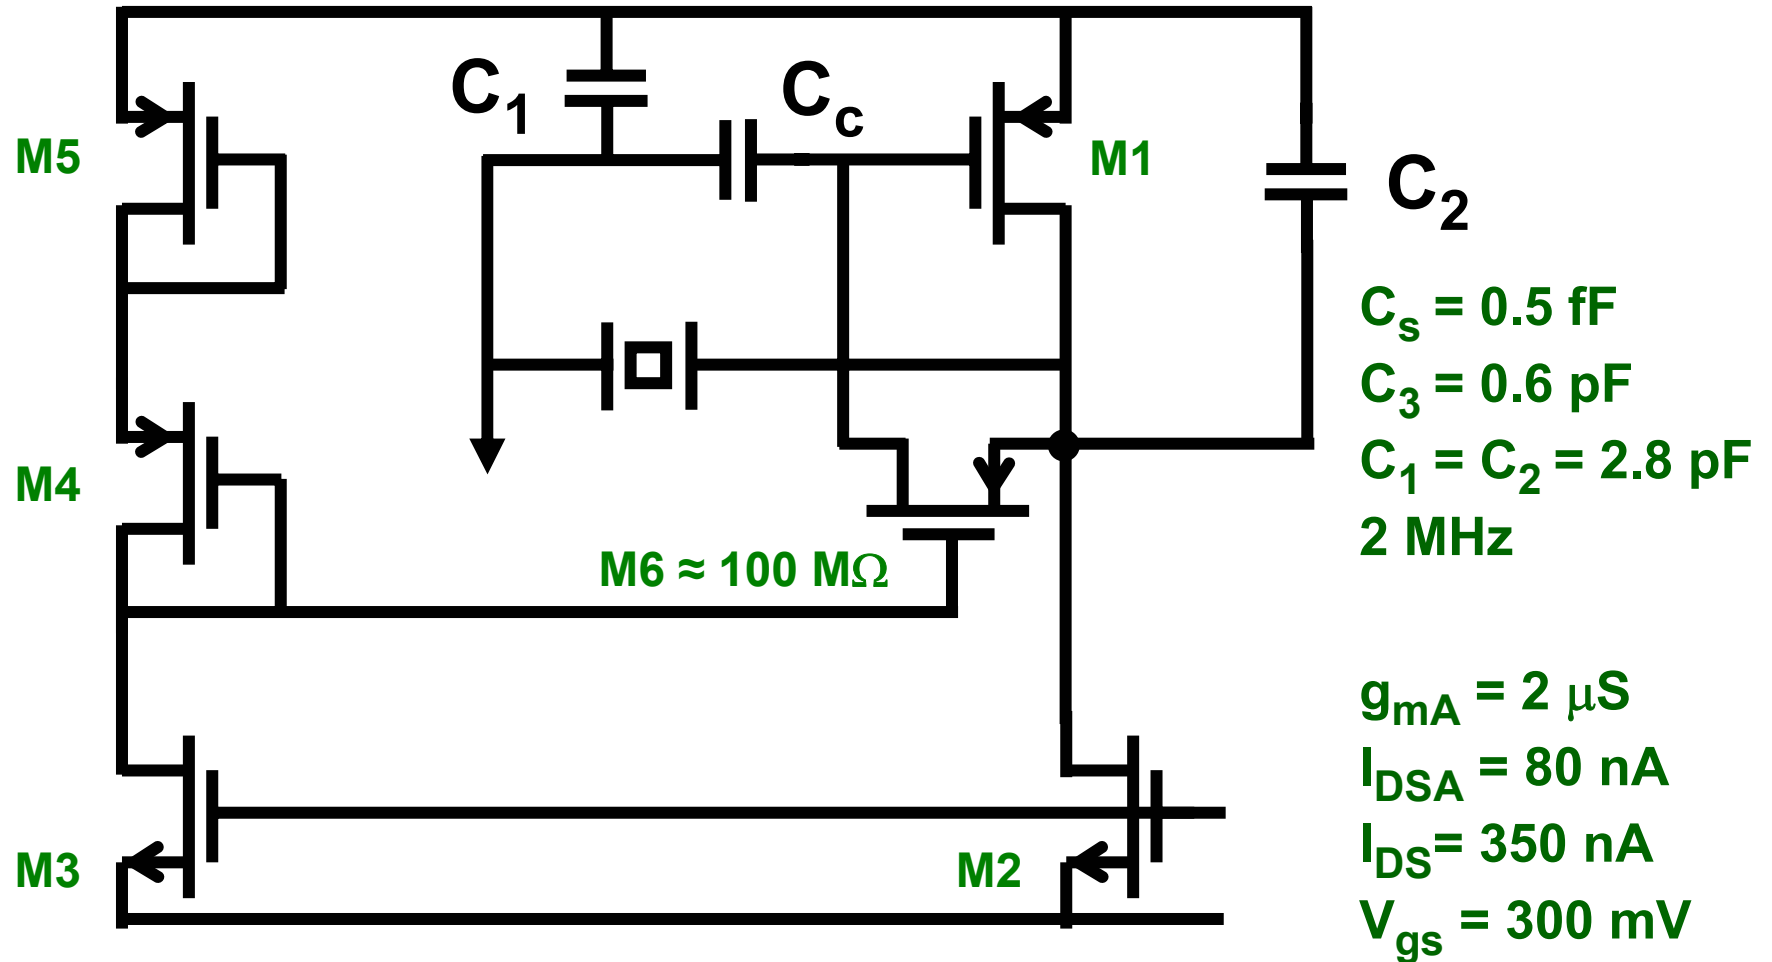 C1
Cc
M5
M1
C2
Cs = 0.5 fF
C3 = 0.6 pF
C1 = C2 = 2.8 pF
2 MHz
M4
M6 ≈ 100 MΩ
gmA = 2 μS
IDSA = 80 nA
IDS= 350 nA
Vgs = 300 mV
M3
M2